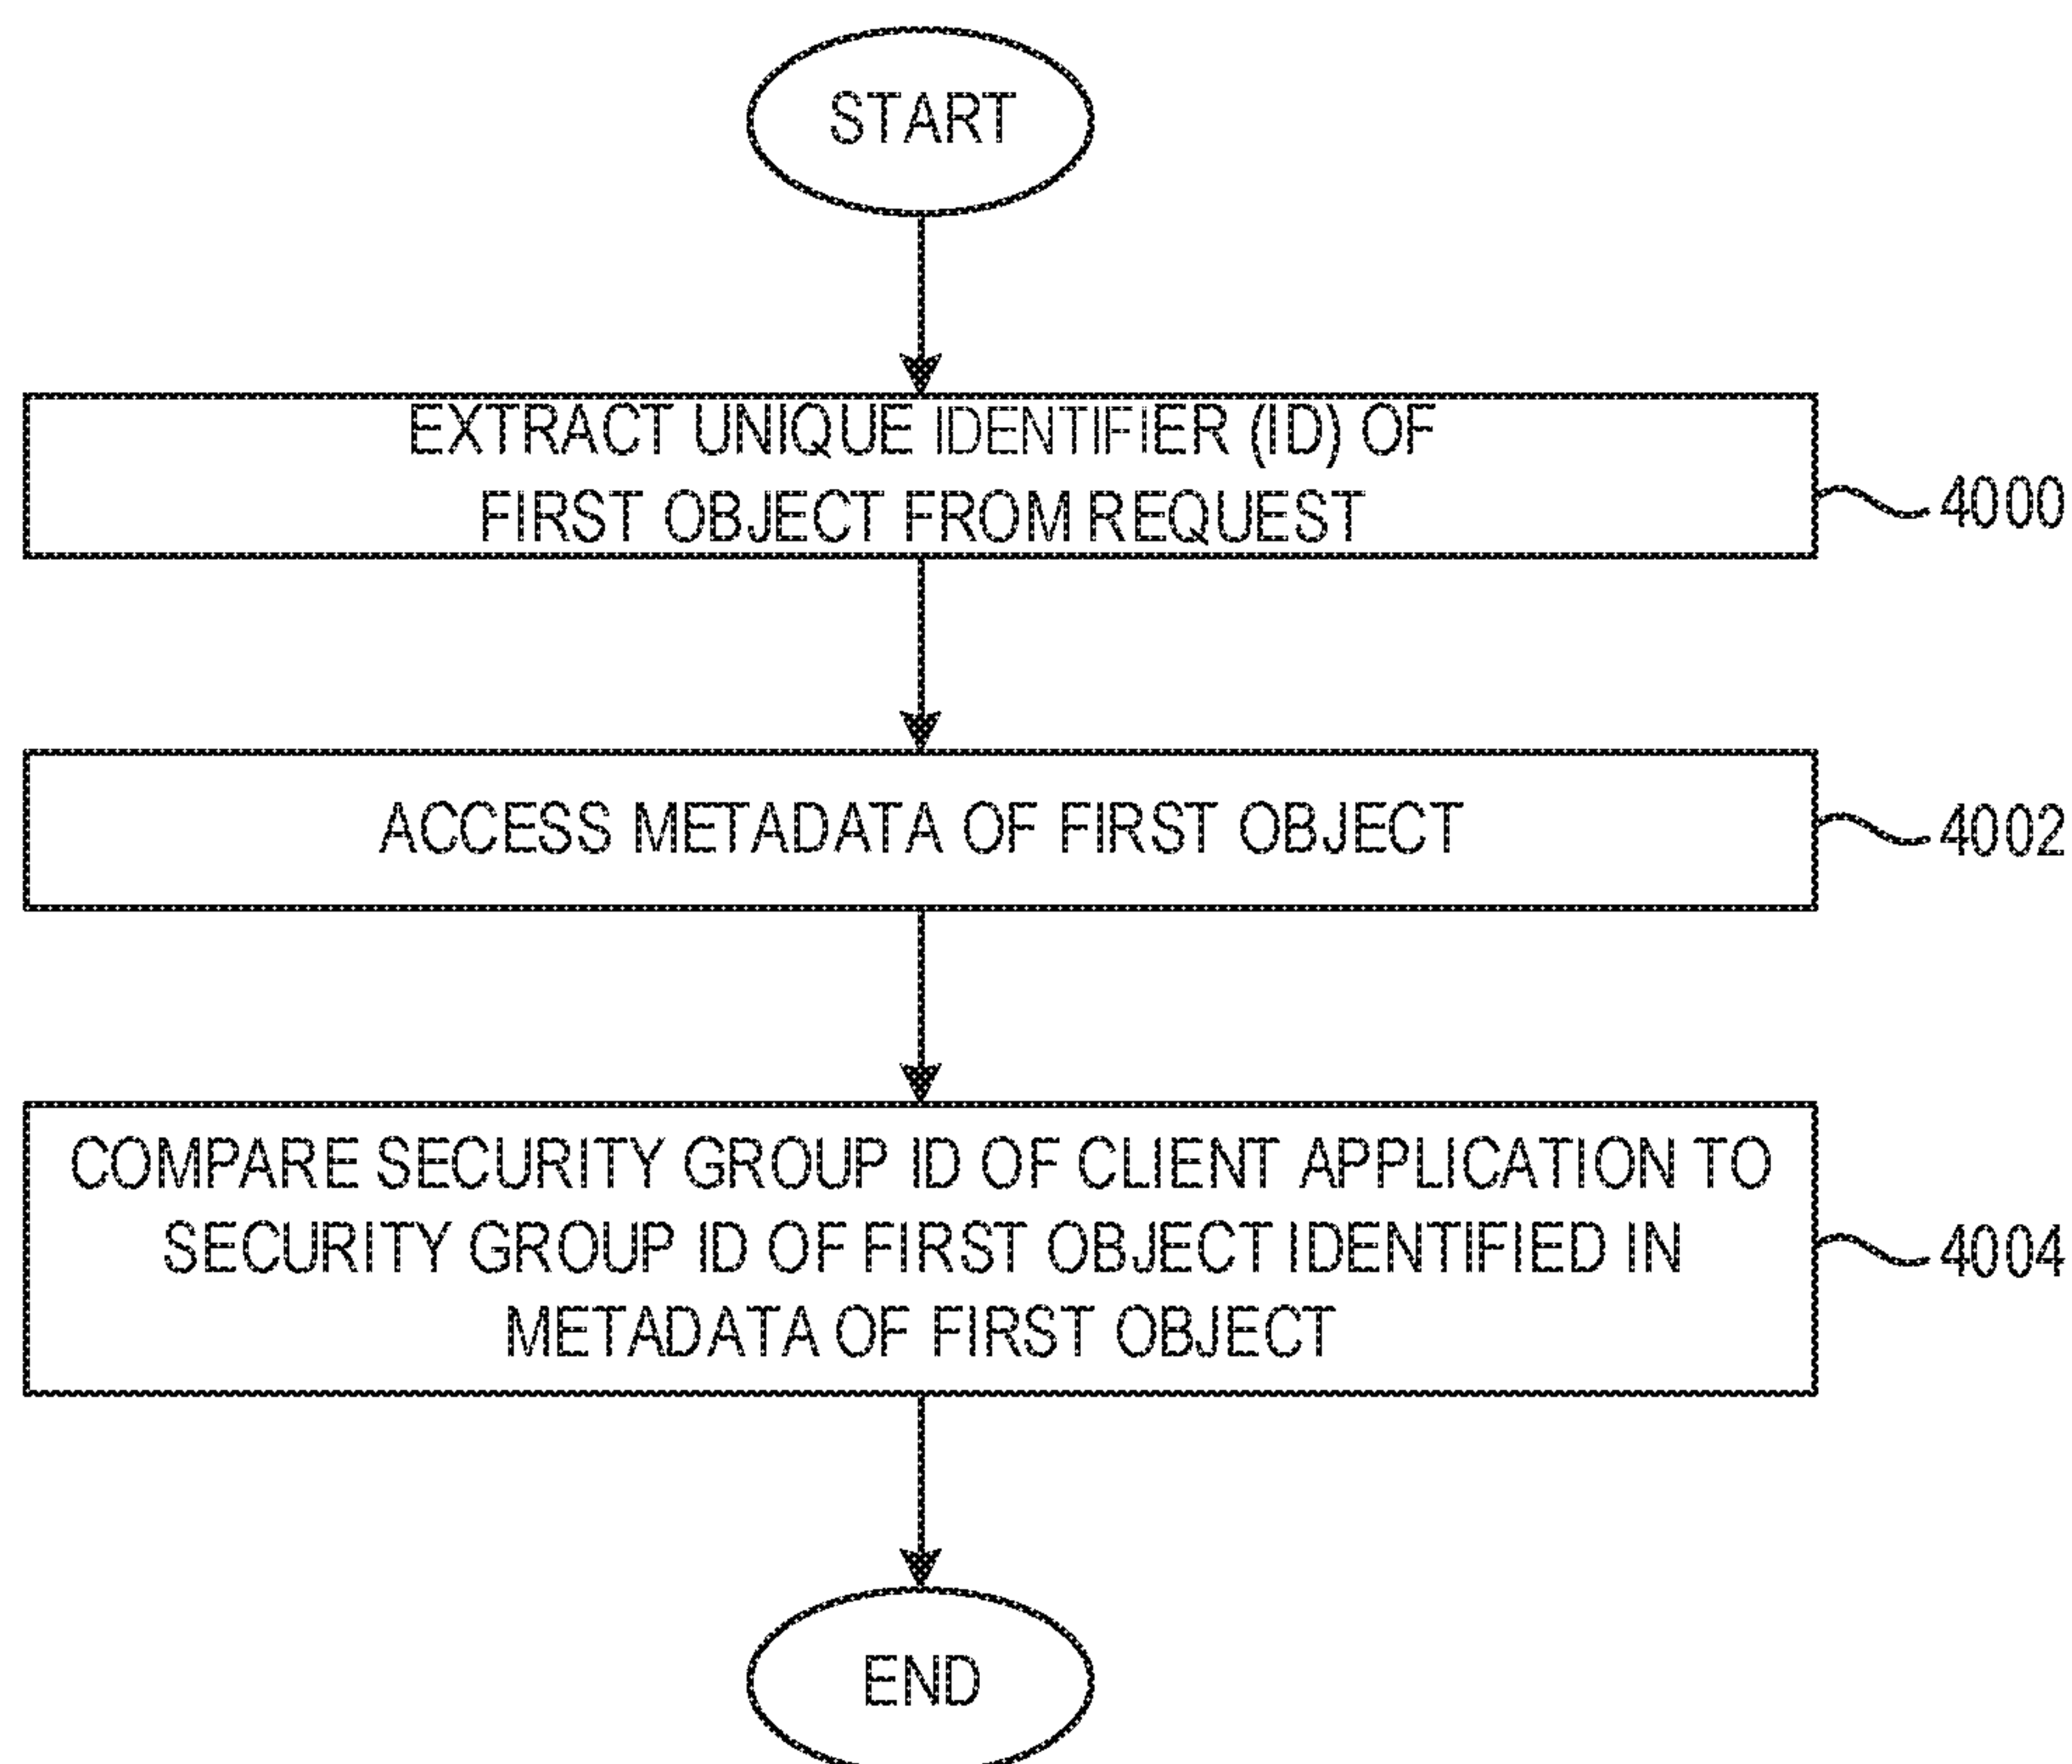 START
EXTRACT UNIQUE IDENTIFIER (ID) OF
FIRST OBJECT FROM REQUEST
4000
ACCESS METADATA OF FIRST OBJECT
4002
COMPARE SECURITY GROUP ID OF CLIENT APPLICATION TO
SECURITY GROUP ID OF FIRST OBJECT IDENTIFIED IN
METADATA OF FIRST OBJECT
4004
END